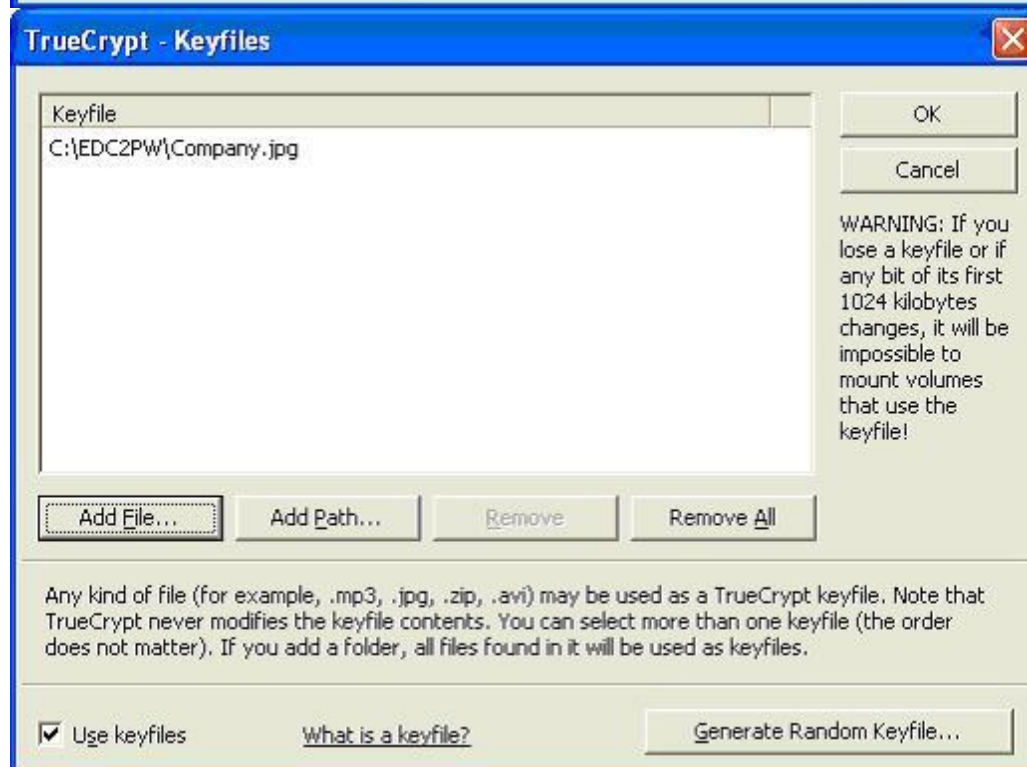 TrueCrypt - Keyfiles
Keyfile
C:\EDC2PW\Company.jpg
OK
Cancel
WARNING: If you
lose a keyfile or if
any bit of its first
1024 kilobytes
changes, it will be
impossible to
mount volumes
that use the
keyfile!
Add File...
Add Path...
Remove
Remove All
Any kind of file (for example, .mp3, .jpg, .zip, .avi) may be used as a TrueCrypt keyfile. Note that
TrueCrypt never modifies the keyfile contents. You can select more than one keyfile (the order
does not matter). If you add a folder, all files found in it will be used as keyfiles.
Use keyfiles
What is a keyfile?
Generate Random Keyfile...